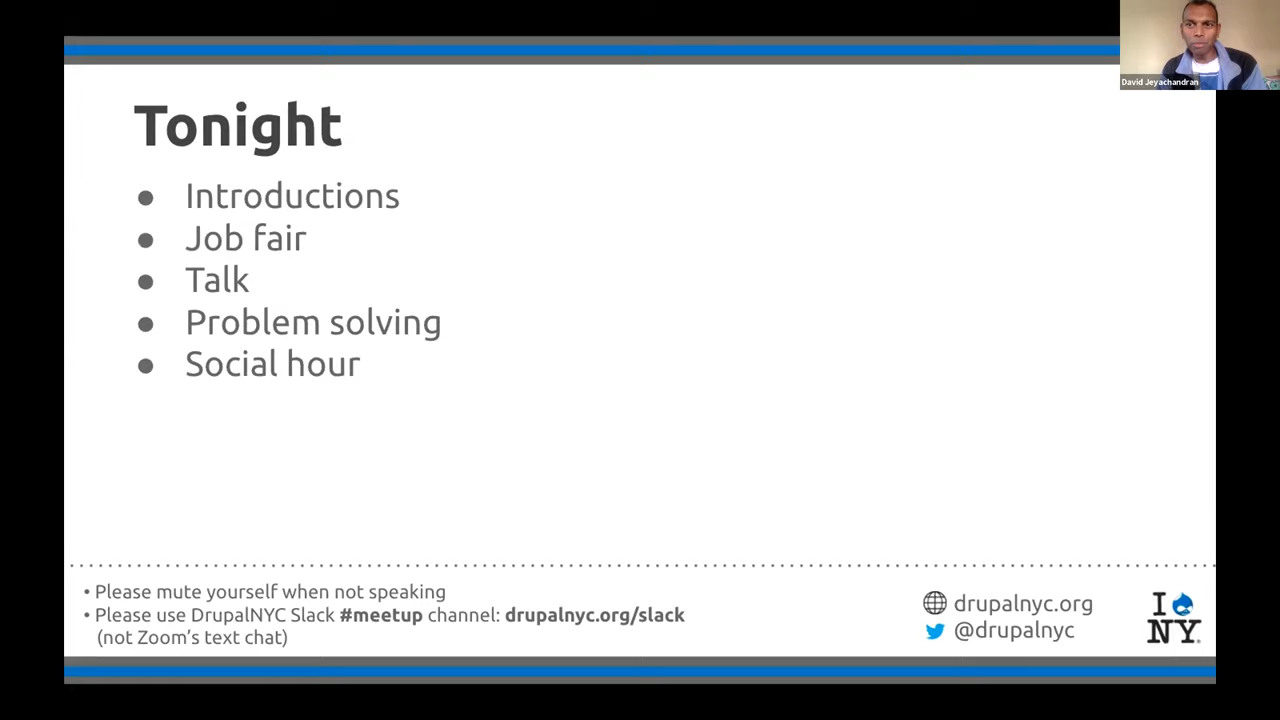 David Jeyachandran
Tonight
● Introductions
● Job fair
● Talk
● Problem solving
● Social hour
• Please mute yourself when not speaking
• Please use DrupalNYC Slack #meetup channel: drupalnyc.org/slack
(not Zoom’s text chat)
drupalnyc.org
@drupalnyc
I
NY